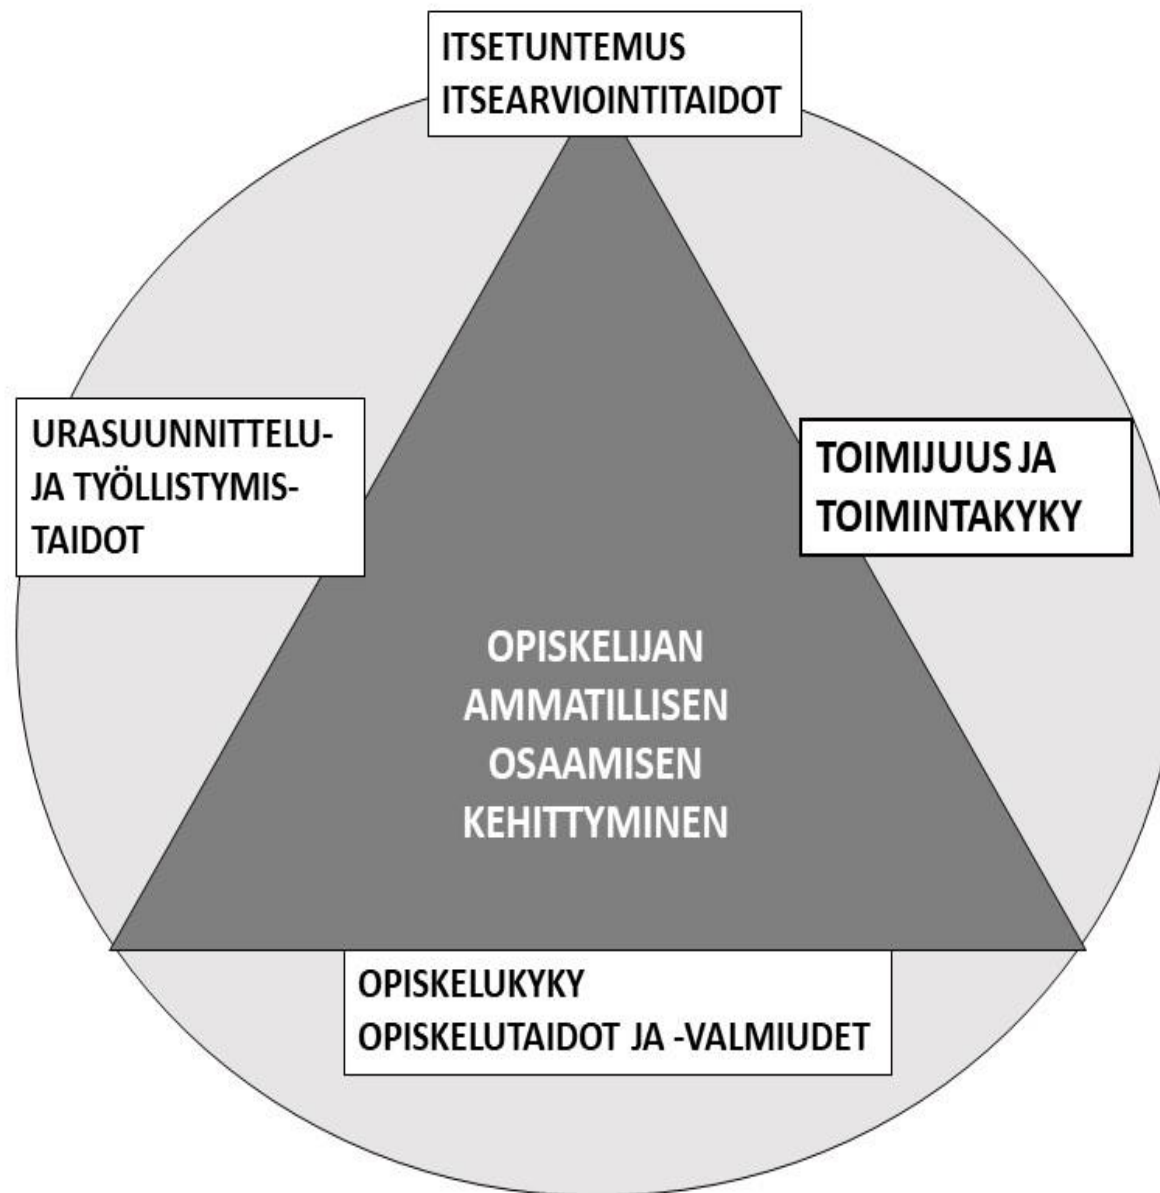 ITSETUNTEMUS
ITSEARVIOINTITAIDOT
URASUUNNITTELU-
JA TYÖLLISTYMIS-
TAIDOT
TOIMIJUUS JA
TOIMINTAKYKY
OPISKELIJAN
AMMATILLISEN
OSAAMISEN
KEHITTYMINEN
OPISKELUKYKY
OPISKELUTAIDOT JA -VALMIUDET